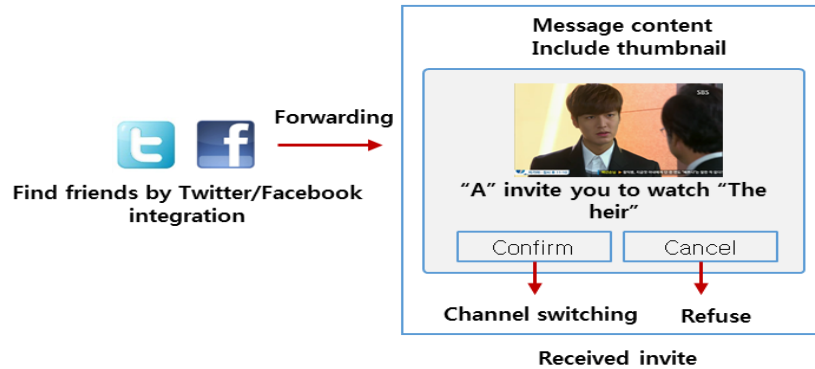 Message content
Include thumbnail
SBS
Forwarding
Find friends by Twitter/Facebook
integration
“A” invite you to watch “The
heir”
Confirm
Cancel
Channel switching
Refuse
Received invite